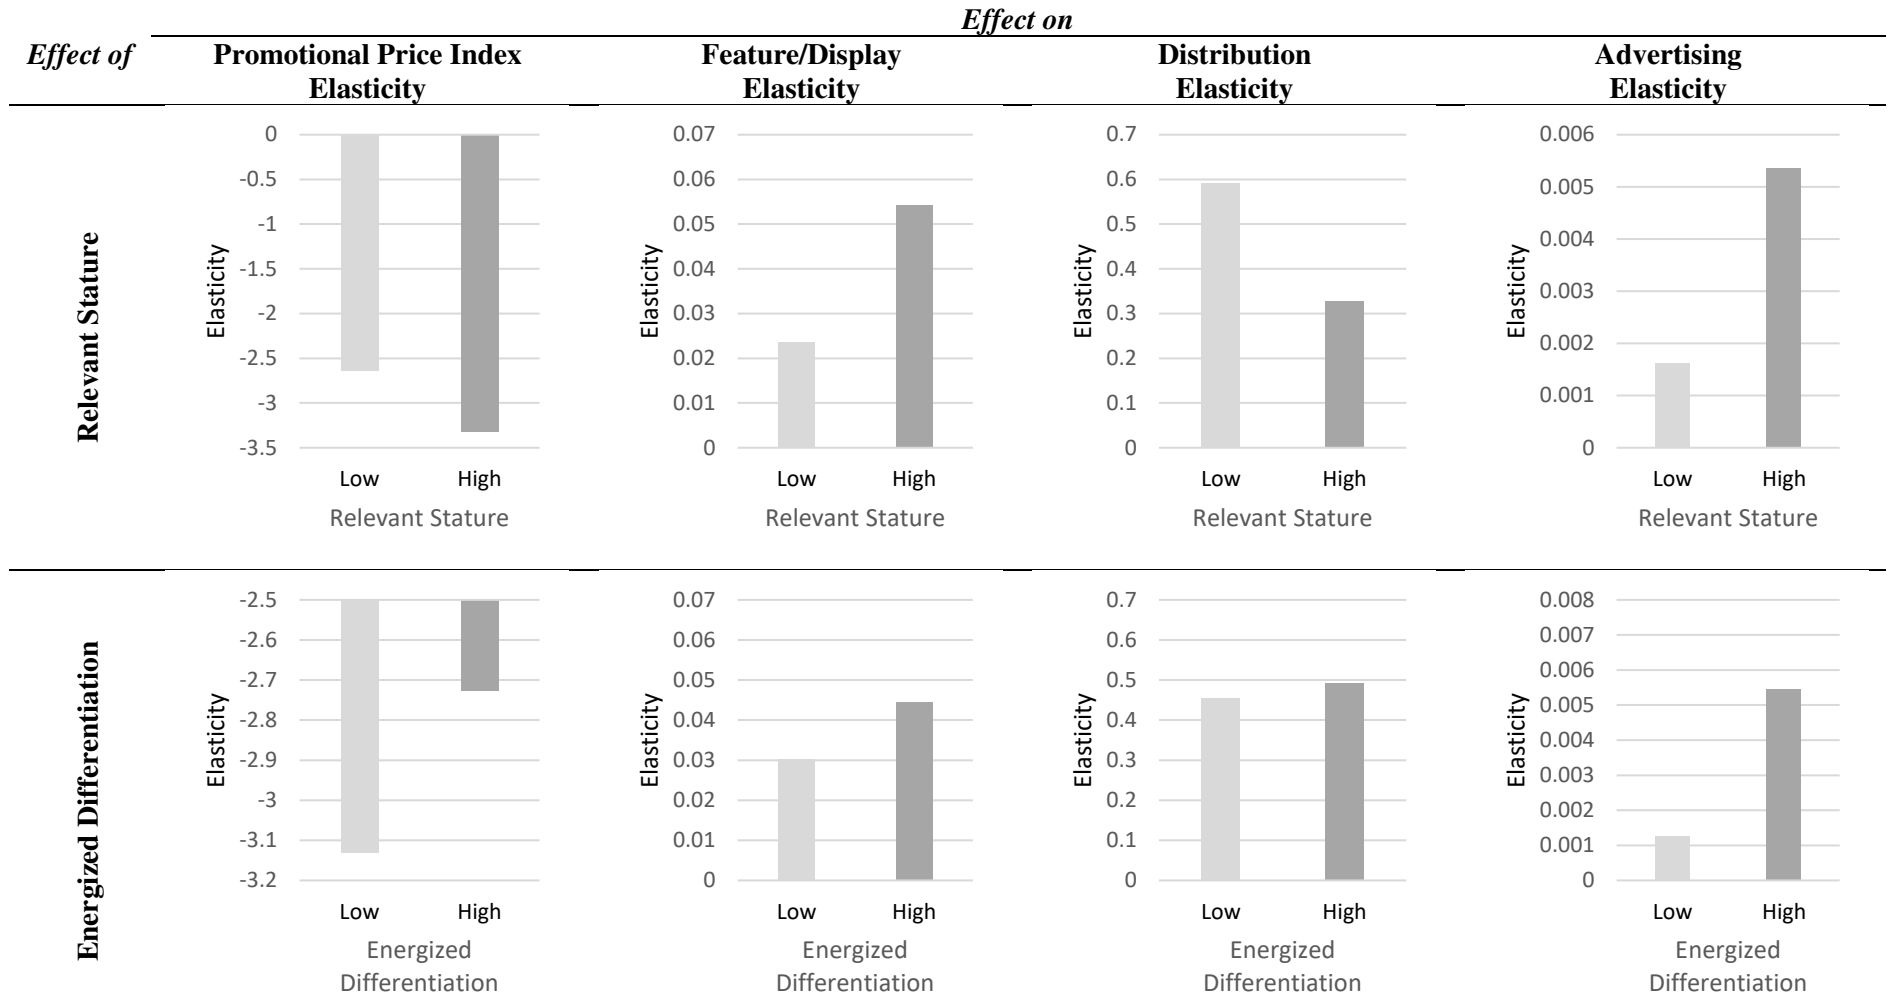 Effect on
Effect of
Promotional Price Index
Elasticity
Feature/Display
Elasticity
Distribution
Elasticity
Advertising
Elasticity
Relevant Stature
0
-0.5
-1
-1.5
-2
-2.5
-3
-3.5
Elasticity
Low High
Relevant Stature
0.07
0.06
0.05
0.04
0.03
0.02
0.01
0
Elasticity
Low High
Relevant Stature
0.7
0.6
0.5
0.4
0.3
0.2
0.1
0
Elasticity
Low High
Relevant Stature
0.006
0.005
0.004
0.003
0.002
0.001
0
Elasticity
Low High
Relevant Stature
Energized Differentiation
-2.5
-2.6
-2.7
-2.8
-2.9
-3
-3.1
-3.2
Elasticity
Low High
Energized
Differentiation
0.07
0.06
0.05
0.04
0.03
0.02
0.01
0
Elasticity
Low High
Energized
Differentiation
0.7
0.6
0.5
0.4
0.3
0.2
0.1
0
Elasticity
Low High
Energized
Differentiation
0.008
0.007
0.006
0.005
0.004
0.003
0.002
0.001
0
Elasticity
Low High
Energized
Differentiation